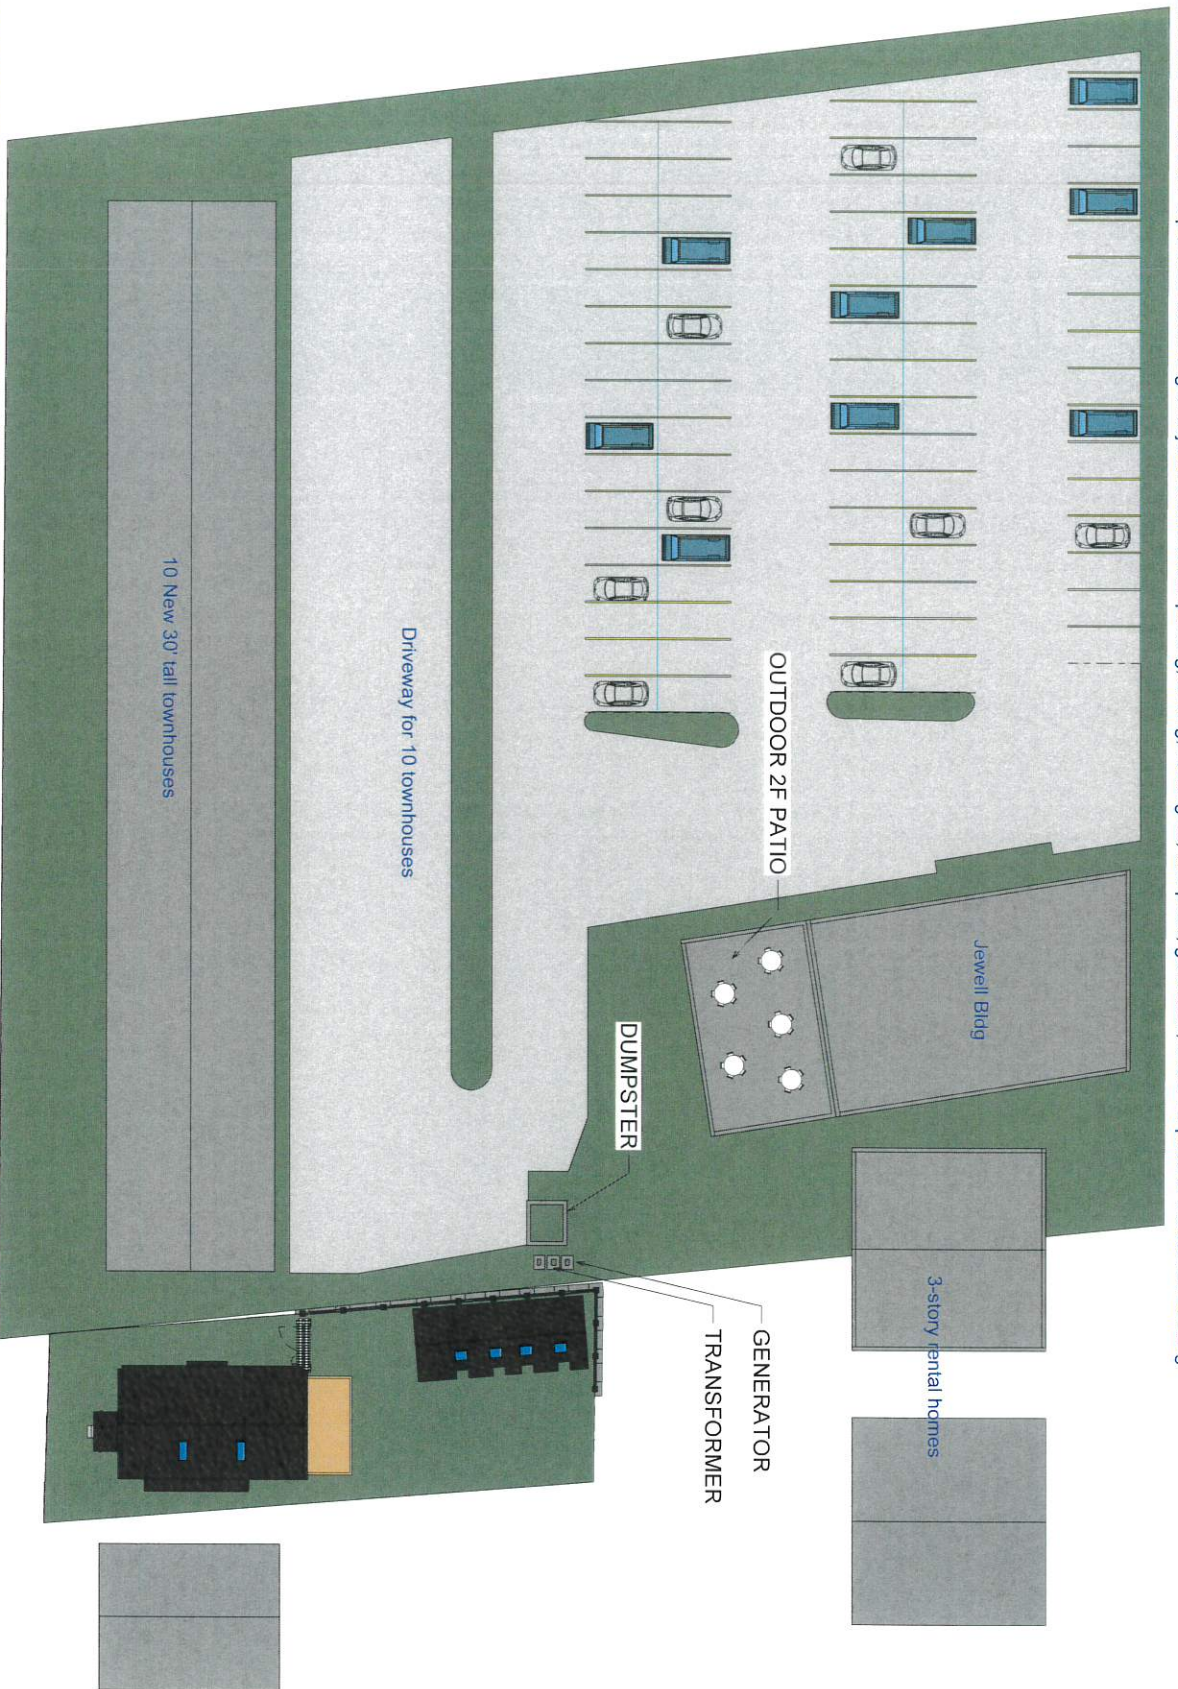 Jewell Bldg
3-story rental homes
OUTDOOR 2F PATIO
GENERATOR
TRANSFORMER
DUMPSTER
Driveway for 10 townhouses
10 New 30' tall townhouses